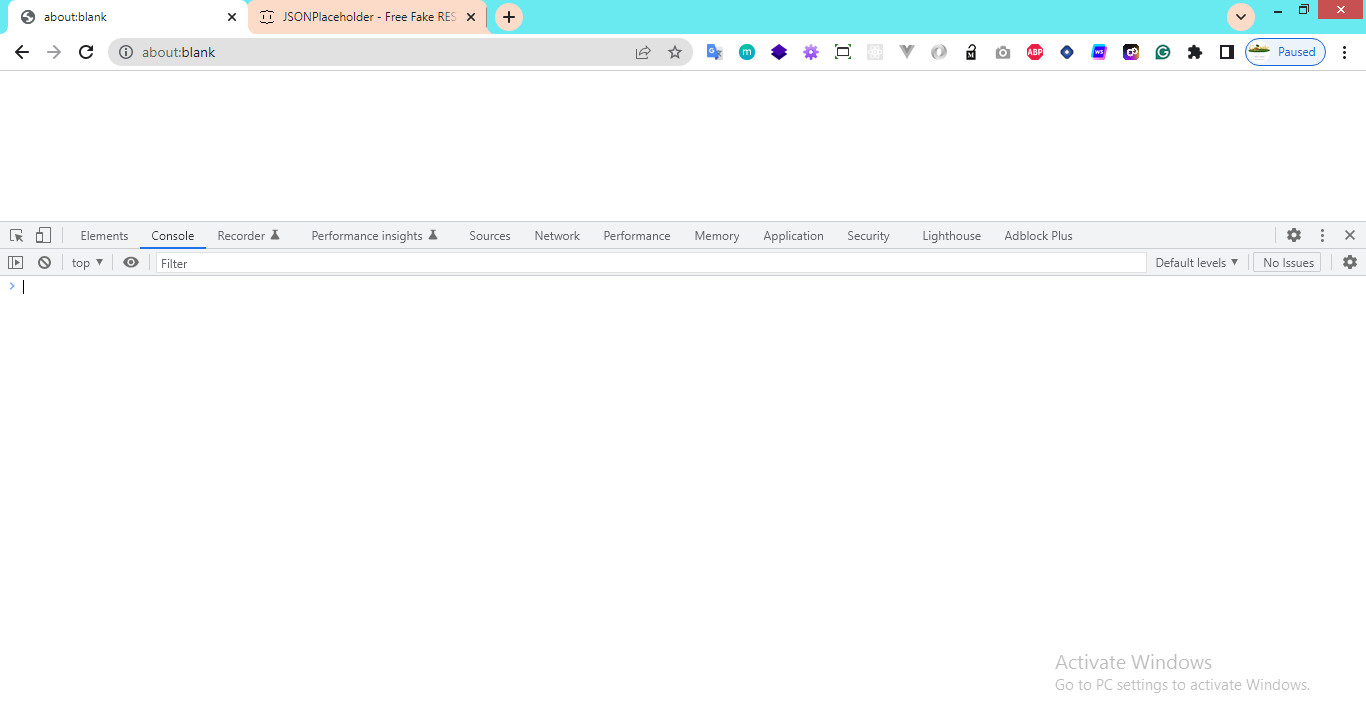 about:blank
JSONPlaceholder - Free Fake RES
about:blank
ABP
Paused
Elements Console Recorder Performance insights Sources Network Performance Memory Application Security Lighthouse Adblock Plus
top Filter Default levels No Issues
Activate Windows
Go to PC settings to activate Windows.